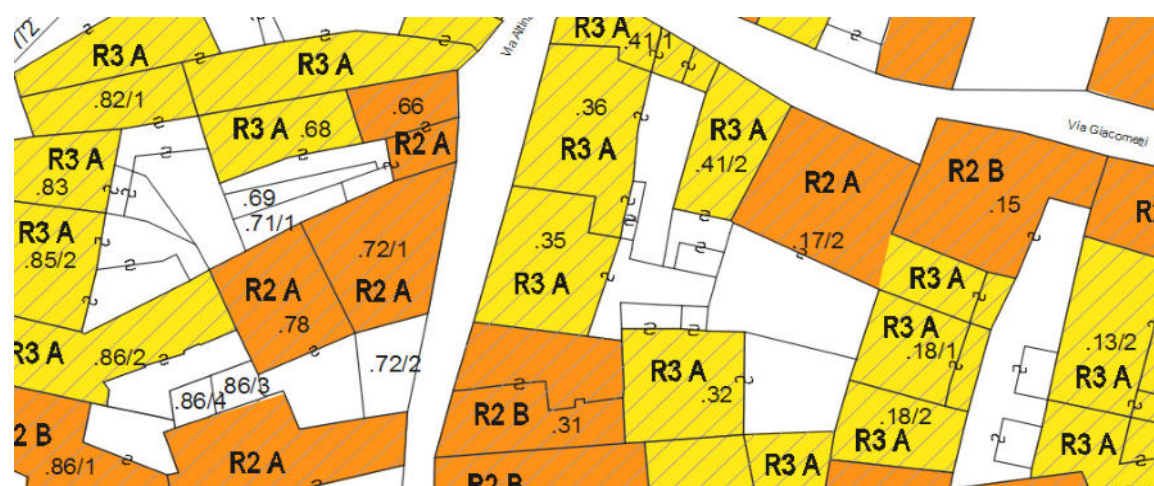 R3 A
R3 A
.82/1
.66
R3 A
.68
R2 A
R3 A
.83
.69
.71/1
R3 A
.85/2
.72/1
R2 A
R2 A
.78
R3 A
.86/2
.72/2
.86/3
.86/4
2 B
.86/1
R2 A
R3 A
.41/1
.36
R3 A
R3 A
.41/2
Via Giacometti
R2 A
R2 B
.15
.35
.17/2
R3 A
R3 A
R3 A
.18/1
.13/2
R3 A
R3 A
.32
R2 B
.31
.18/2
R3 A
R3 A
R3 A
R2 B